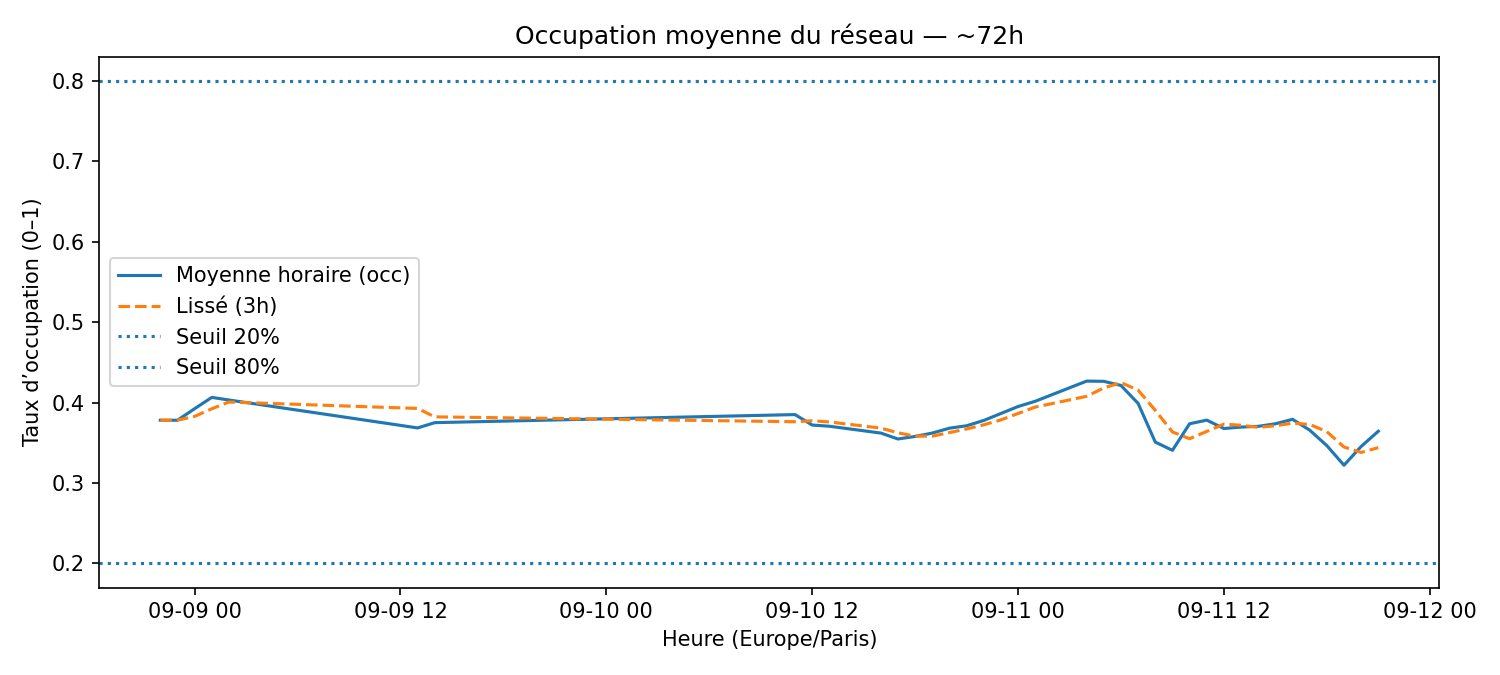 Occupation moyenne du réseau — ~72h
Taux d’occupation (0–1)
0.8
0.7
0.6
0.5
0.4
0.3
0.2
Moyenne horaire (occ)
Lissé (3h)
Seuil 20%
Seuil 80%
09-09 00 09-09 12 09-10 00 09-10 12 09-11 00 09-11 12 09-12 00
Heure (Europe/Paris)